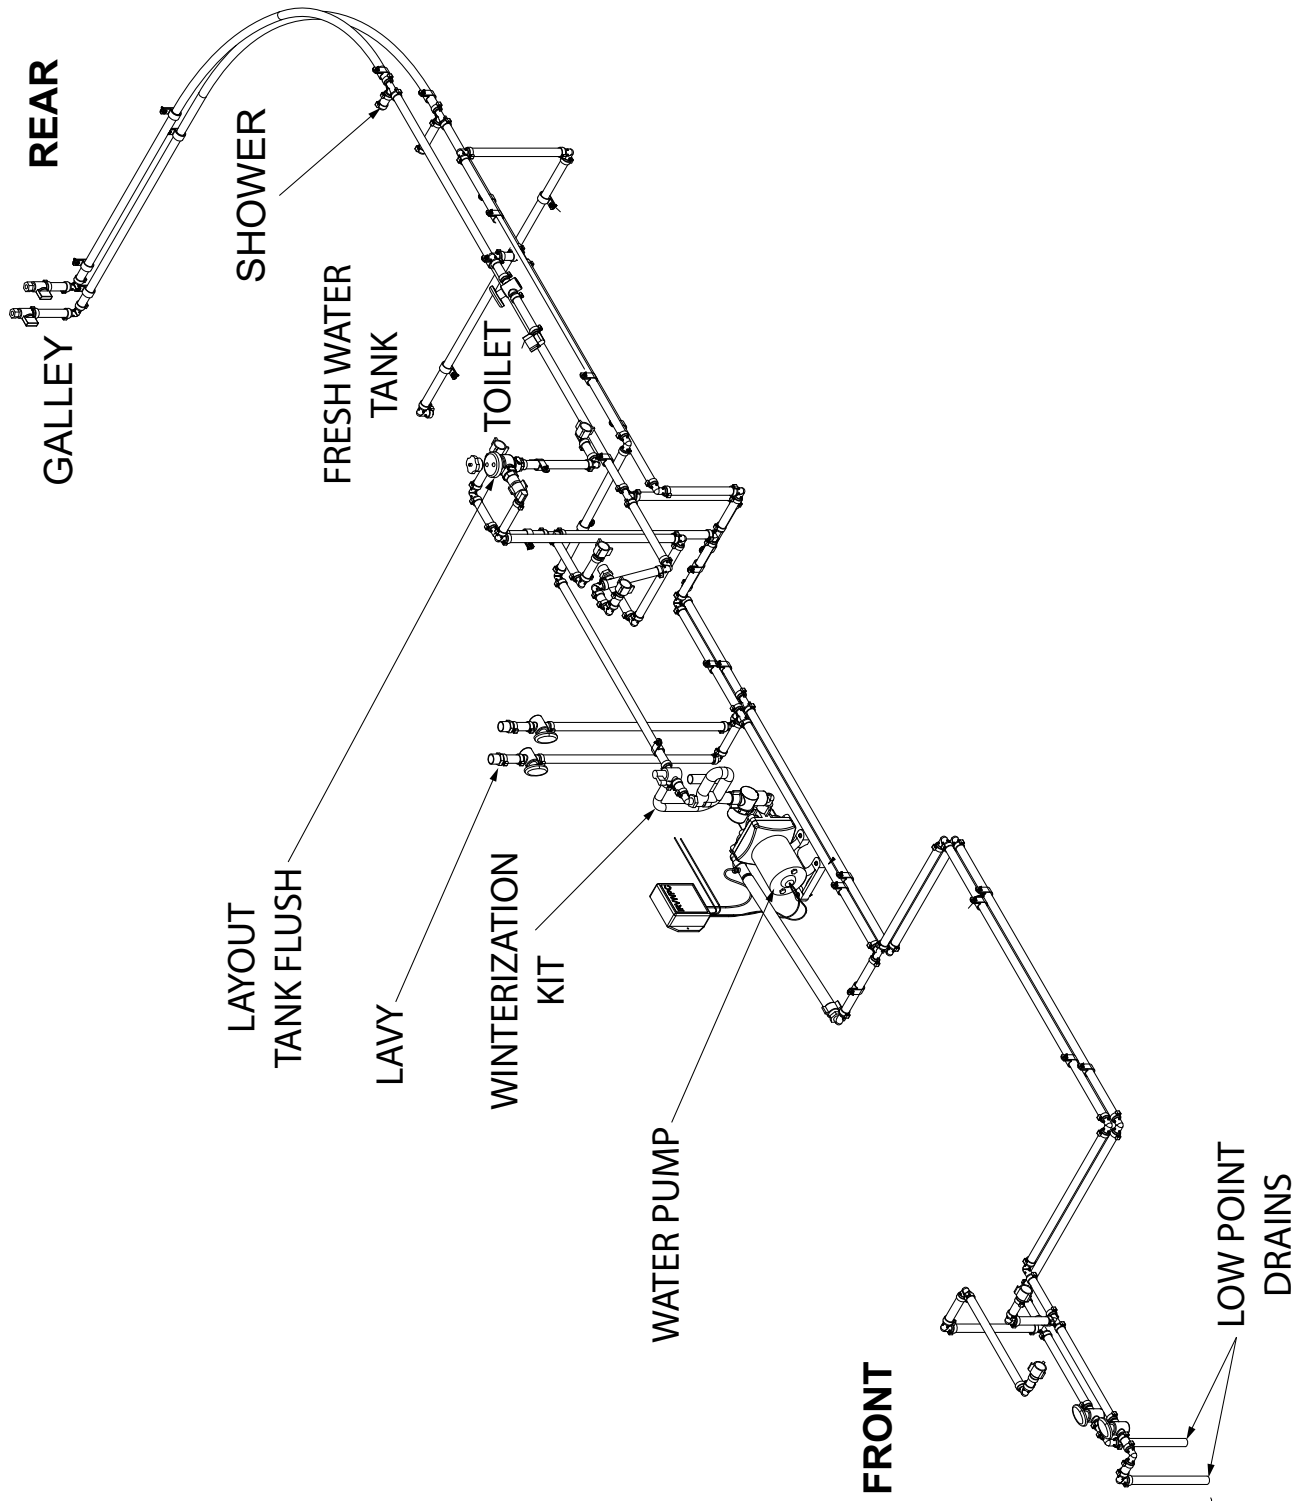 REAR
GALLEY
SHOWER
FRESH WATER
TANK
TOILET
LAYOUT
TANK FLUSH
LAVY
WINTERIZATION
KIT
WATER PUMP
FRONT
LOW POINT
DRAINS